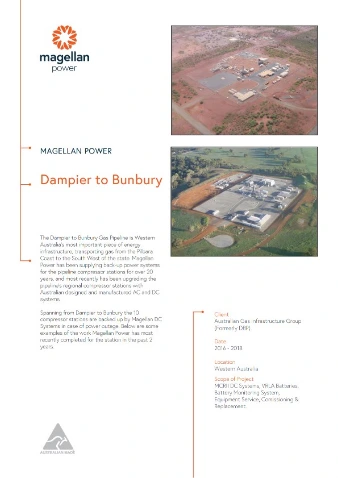 magellan
power
MAGELLAN POWER
Dampier to Bunbury
The Dampier to Bunbury Gas Pipeline is Western
Australia's most important piece of energy
infrastructure, transporting gas from the Pilbara
Coast to the South West of the state. Magellan
Power has been supplying back-up power systems
for the pipeline compressor stations for over 20
years, and most recently has been upgrading the
pipeline's regional compressor stations with
Australian designed and manufactured AC and DC
systems.
Spanning from Dampier to Bunbury the 10
compressor stations are backed up by Magellan DC
Systems in case of power outage. Below are some
examples of the work Magellan Power has most
recently completed for the station in the past 2
years.
Client
Australian Gas Infrastructure Group
(Formerly DBP)
Date
2016 - 2018
Location
Western Australia
Scope of Project
MCRI DC Systems, VRLA Batteries,
Battery Monitoring System,
Equipment Service, Comissioning &
Replacement.
AUSTRALIAN MADE